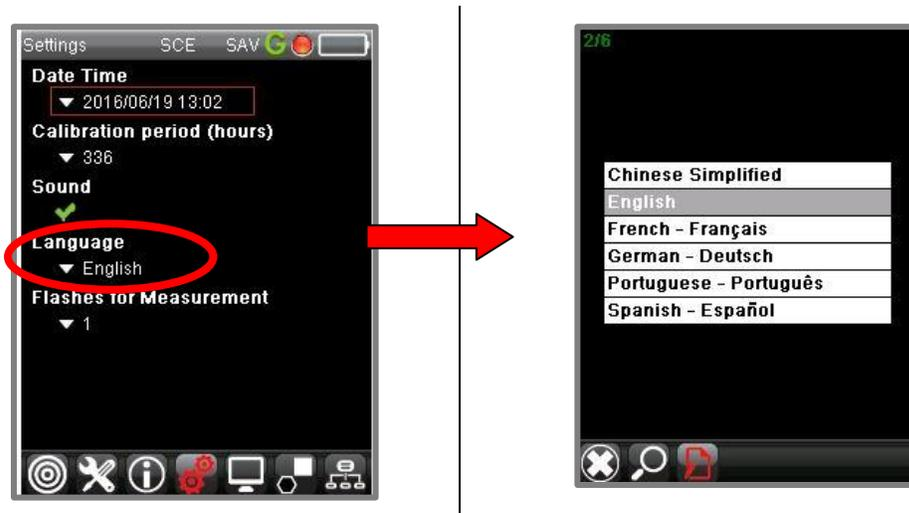 Settings SCE SAV G
Date Time
2016/06/19 13:02
Calibration period (hours)
336
Sound
Language
English
Flashes for Measurement
1
2/6
Chinese Simplified
English
French - Français
German - Deutsch
Portuguese - Português
Spanish - Español